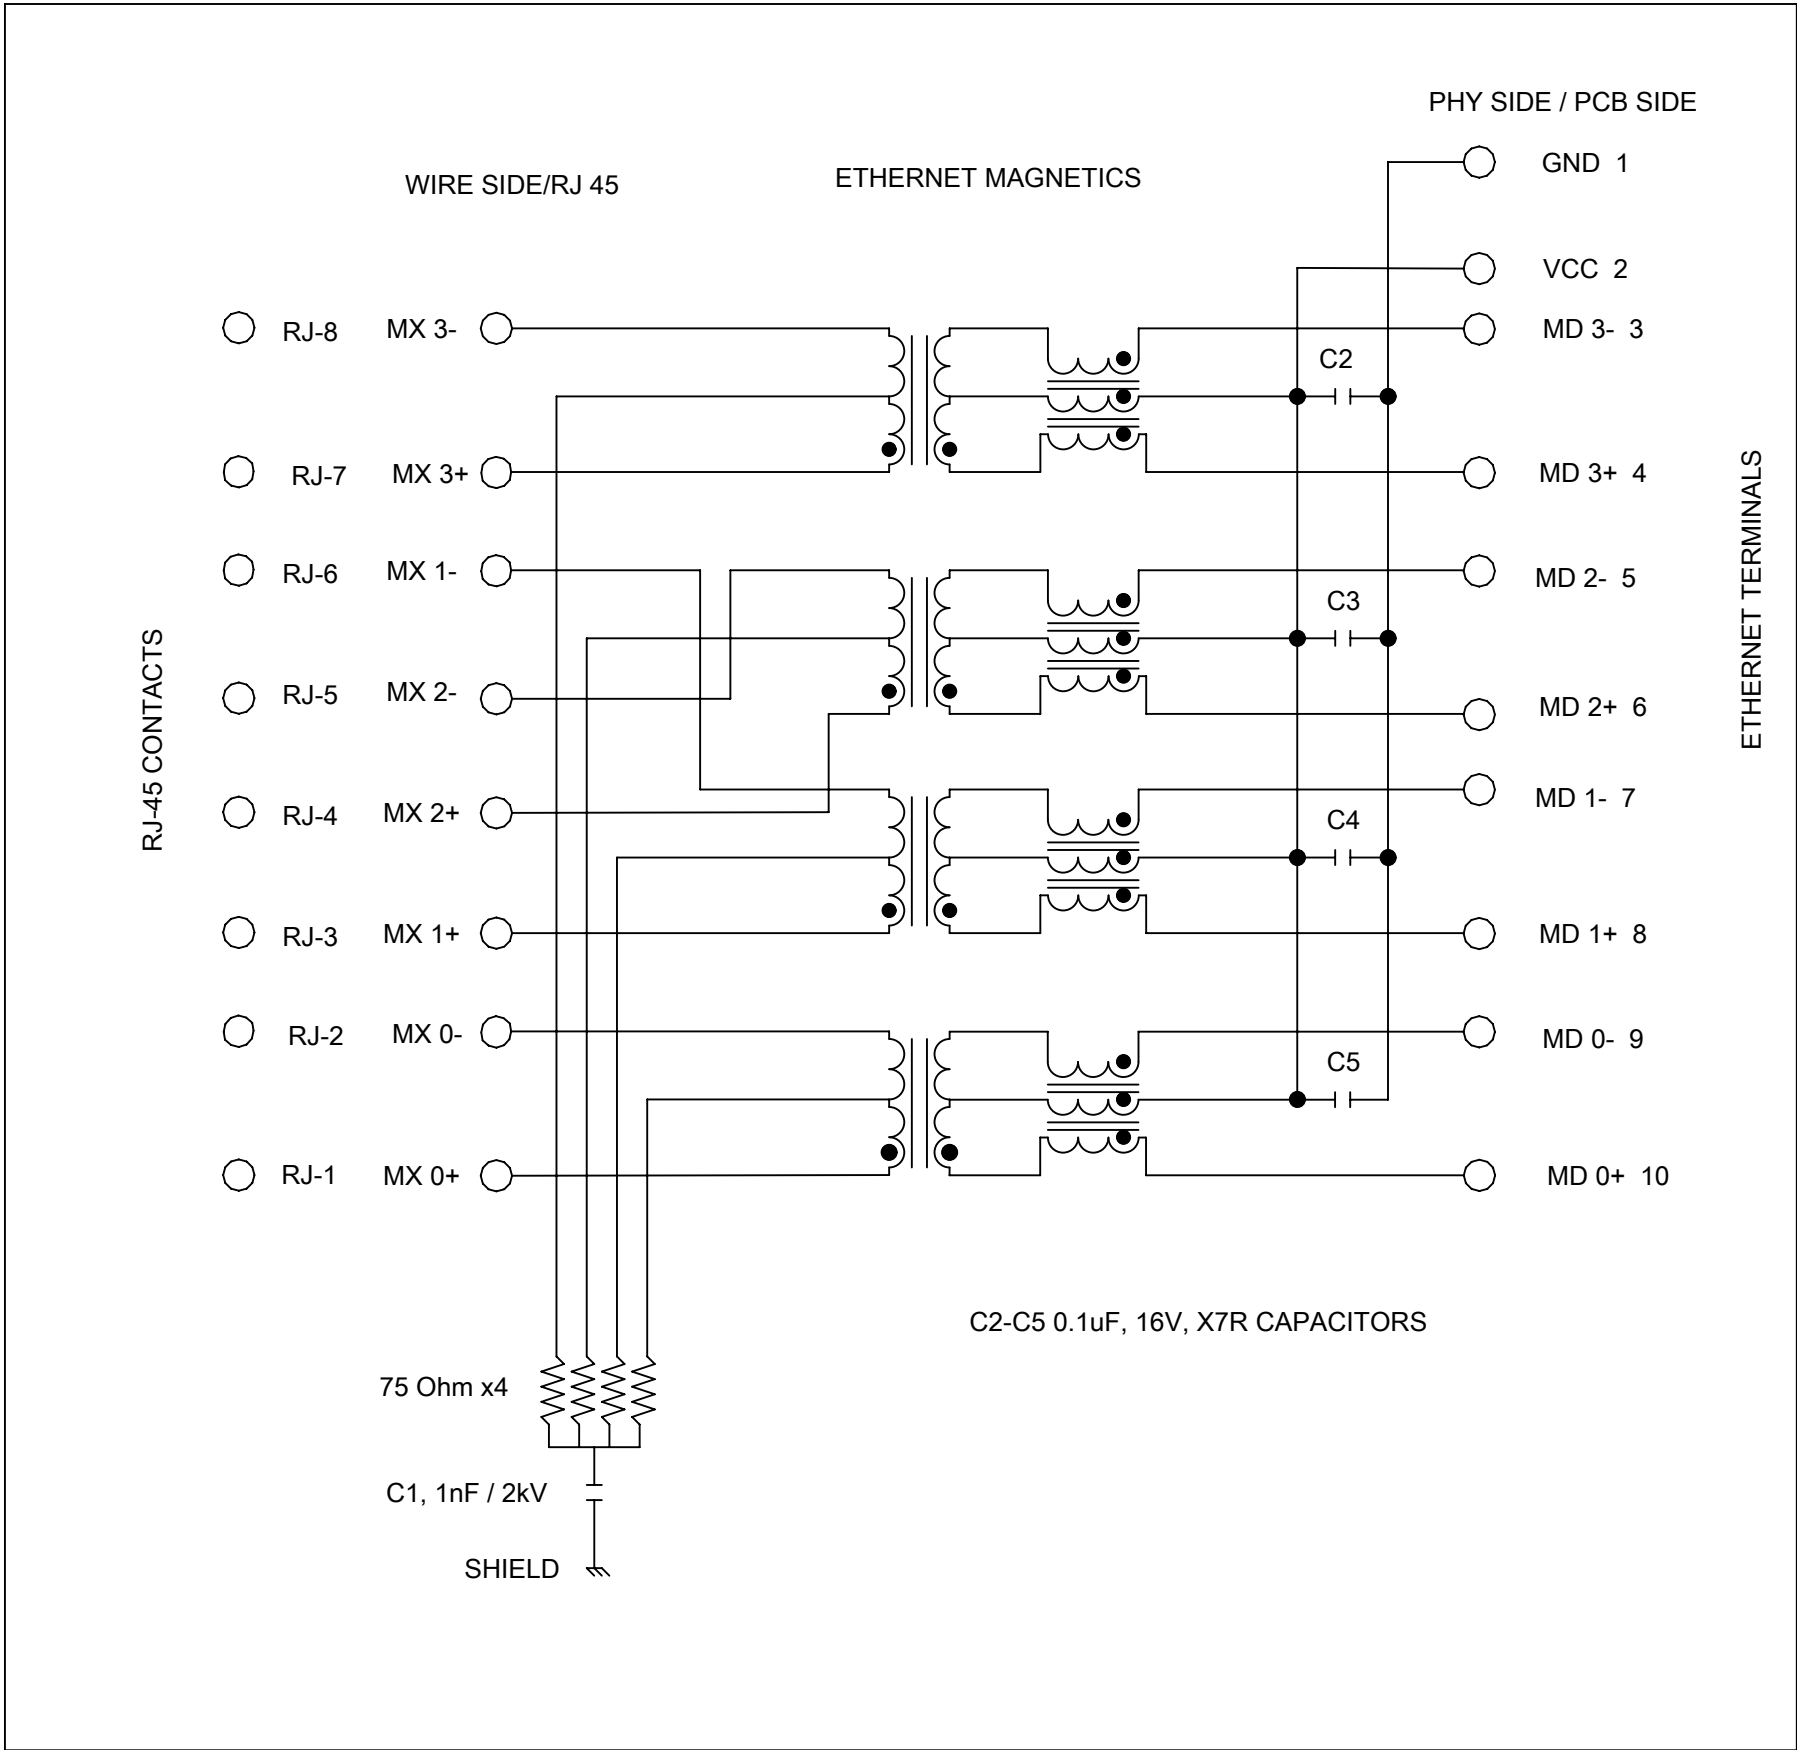 PHY SIDE / PCB SIDE
GND 1
WIRE SIDE/RJ 45
ETHERNET MAGNETICS
VCC 2
RJ-8 MX 3- MD 3- 3
C2
RJ-7 MX 3+ MD 3+ 4
RJ-6 MX 1- MD 2- 5
C3
RJ-5 MX 2- MD 2+ 6
MD 1- 7
RJ-4 MX 2+ C4
RJ-3 MX 1+ MD 1+ 8
RJ-2 MX 0- MD 0- 9
C5
RJ-1 MX 0+ MD 0+ 10
RJ-45 CONTACTS
ETHERNET TERMINALS
C2-C5 0.1uF, 16V, X7R CAPACITORS
75 Ohm x4
C1, 1nF / 2kV
SHIELD